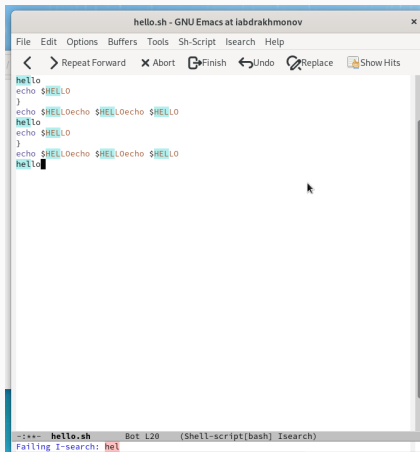 hello.sh - GNU Emacs at iabdrakhmonov ×
File Edit Options Buffers Tools Sh-Script Isearch Help
Repeat Forward Abort Finish Undo Replace Show Hits
hello
echo $HELLO
}
echo $HELLOecho $HELLOecho $HELLO
hello
echo $HELLO
}
echo $HELLOecho $HELLOecho $HELLO
hello
-:**- hello.sh Bot L20 (Shell-script[bash] Isearch)
Failing I-search: hel